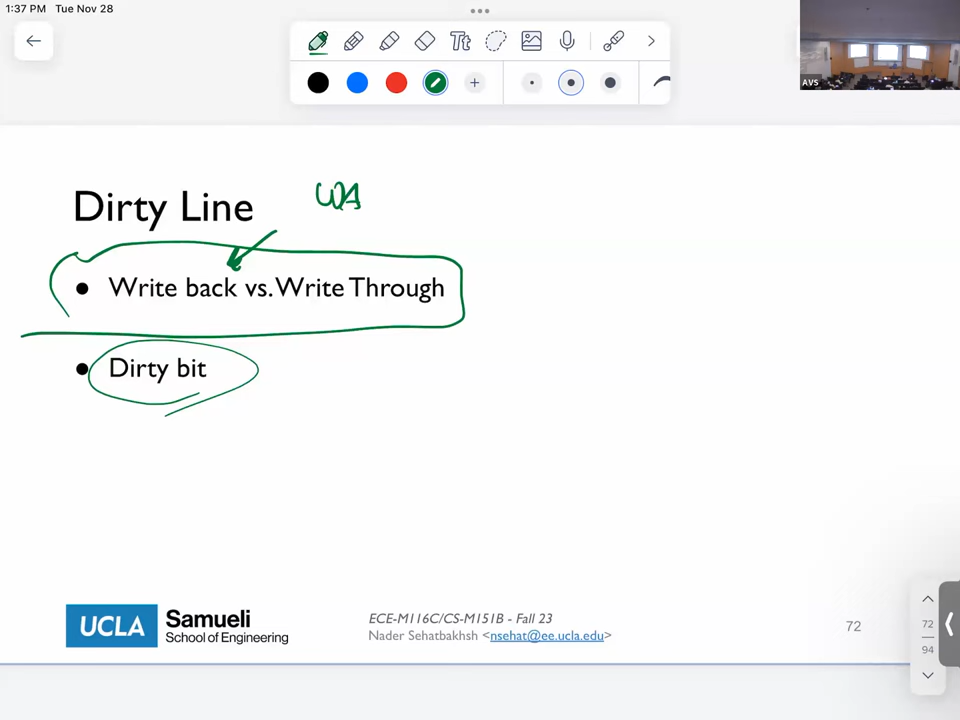 1:37 PM Tue Nov 28
Tt
AVS
Dirty Line
WA
• Write back vs. Write Through
• Dirty bit
UCLA Samueli
School of Engineering
ECE-M116C/CS-M151B - Fall 23
Nader Sehatbakhsh <nsehat@ee.ucla.edu>
72
72
94